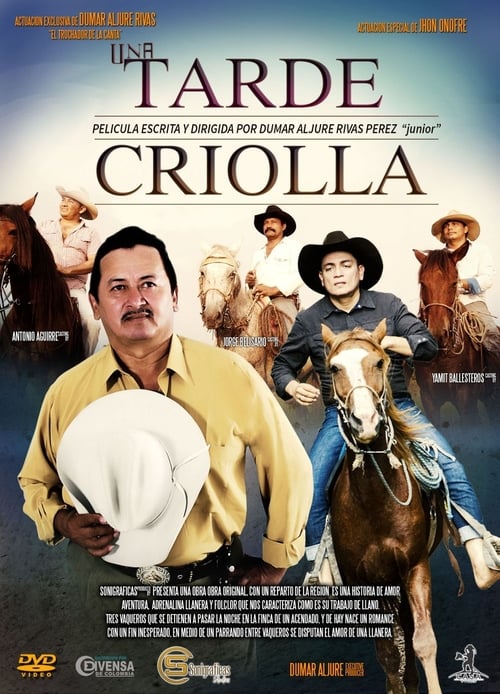 ACTUACION EXCLUSIVA DE DUMAR ALJURE RIVAS
"EL TROCHADOR DE LA CANTA"
ACTUACION ESPECIAL DE JHON ONOFRE
UNA
TARDE
PELICULA ESCRITA Y DIRIGIDA POR DUMAR ALJURE RIVAS PEREZ "junior"
CRIOLLA
ANTONIO AGUIRRE
JORGE BELISARIO
YAMIT BALLESTEROS
SONIGRAFICAS PRESENTA UNA OBRA OBRA ORIGINAL, CON UN REPARTO DE LA REGION, ES UNA HISTORIA DE AMOR,
AVENTURA, ADRENALINA LLANERA Y FOLCLOR QUE NOS CARACTERIZA COMO ES SU TRABAJO DE LLANO.
TRES VAQUEROS QUE SE DETIENEN A PASAR LA NOCHE EN LA FINCA DE UN ACENDADO, Y DE HAY NACE UN ROMANCE,
CON UN FIN INESPERADO, EN MEDIO DE UN PARRANDO ENTRE VAQUEROS SE DISPUTAN EL AMOR DE UNA LLANERA.
DVD
VIDEO
DIVENSA
DE COLOMBIA
Sonigraficas
DUMAR ALJURE EXECUTIVE PRODUCER